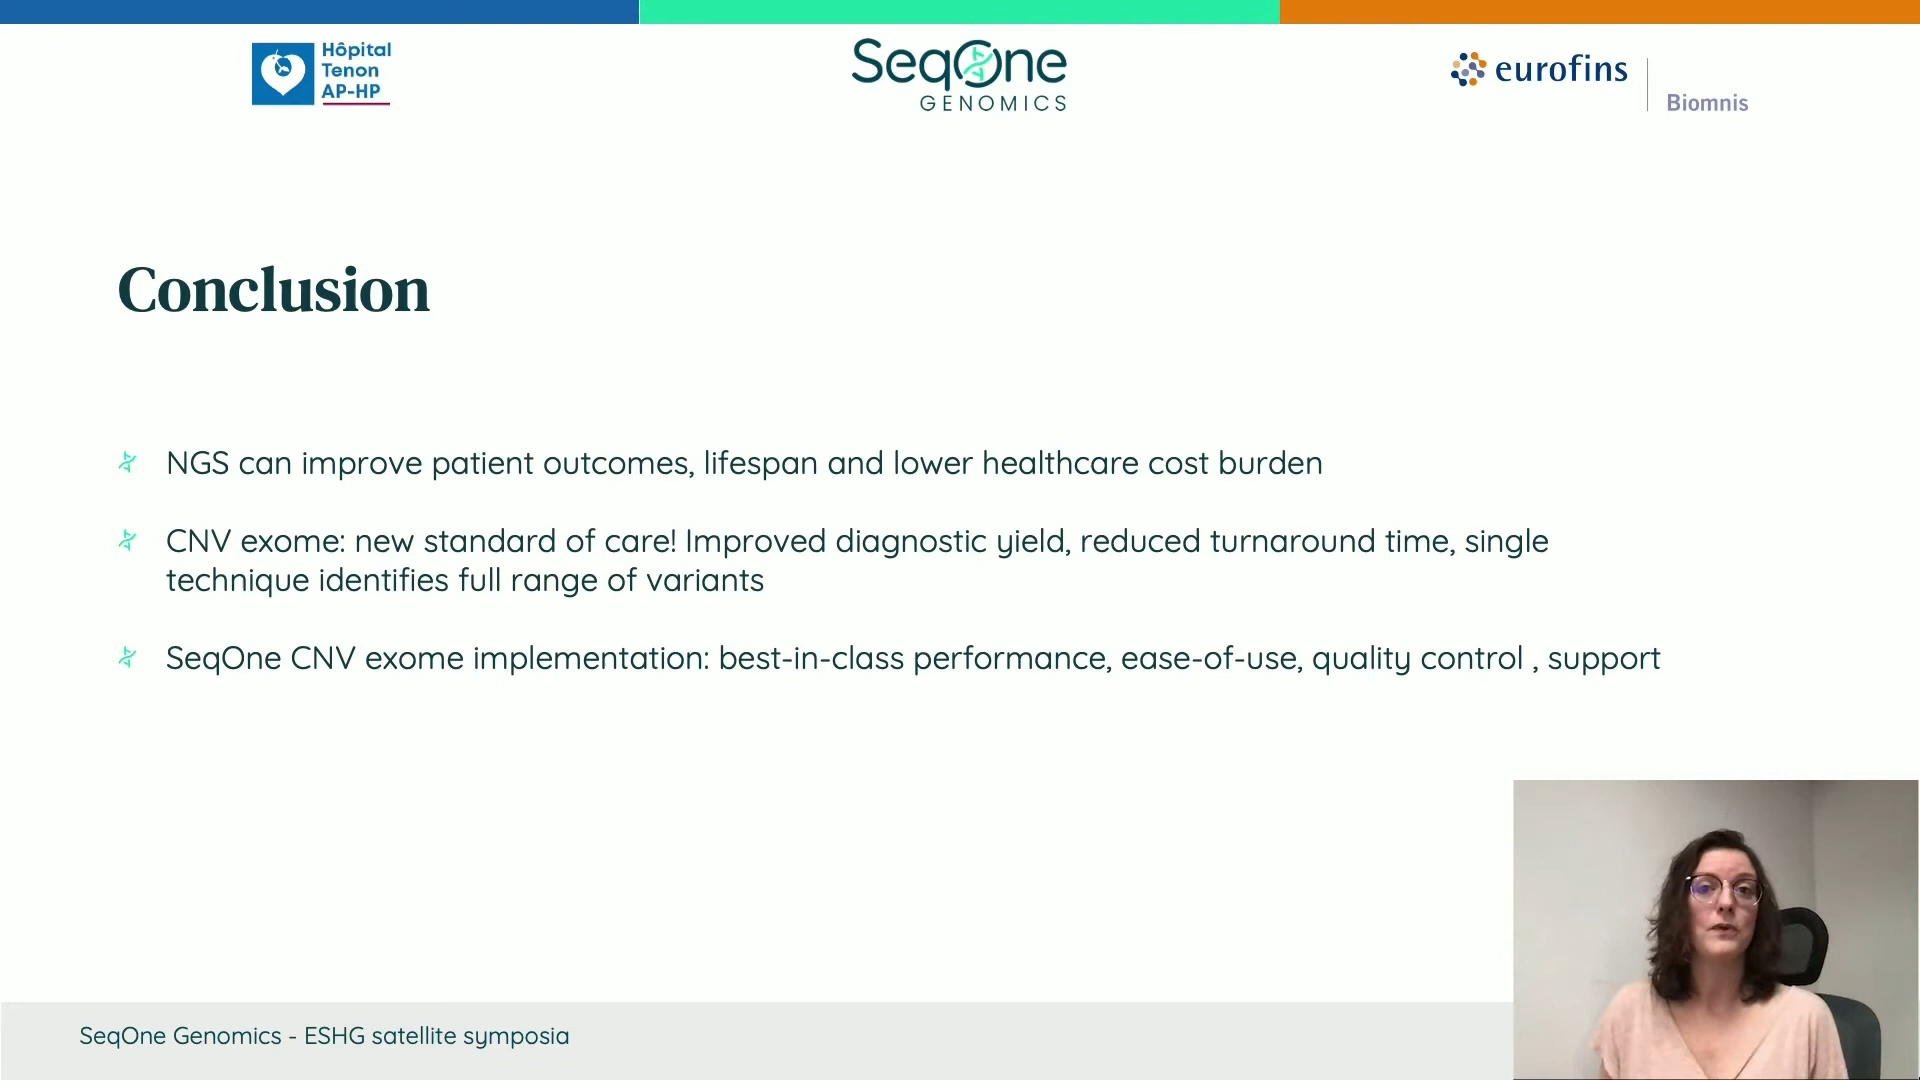 Hôpital
Tenon
AP-HP
SeqOne
GENOMICS
eurofins
Biomnis
Conclusion
NGS can improve patient outcomes, lifespan and lower healthcare cost burden
CNV exome: new standard of care! Improved diagnostic yield, reduced turnaround time, single
technique identifies full range of variants
SeqOne CNV exome implementation: best-in-class performance, ease-of-use, quality control , support
SeqOne Genomics - ESHG satellite symposia